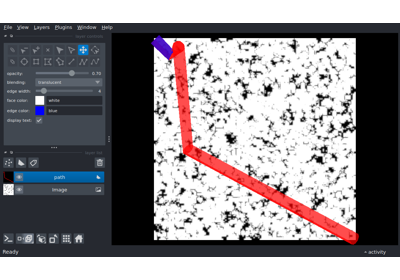 File View Layers Plugins Window Help
opacity: 0.70
blending: translucent
edge width: 6
face color: white
edge color: blue
display text:
path
Image
Ready activity